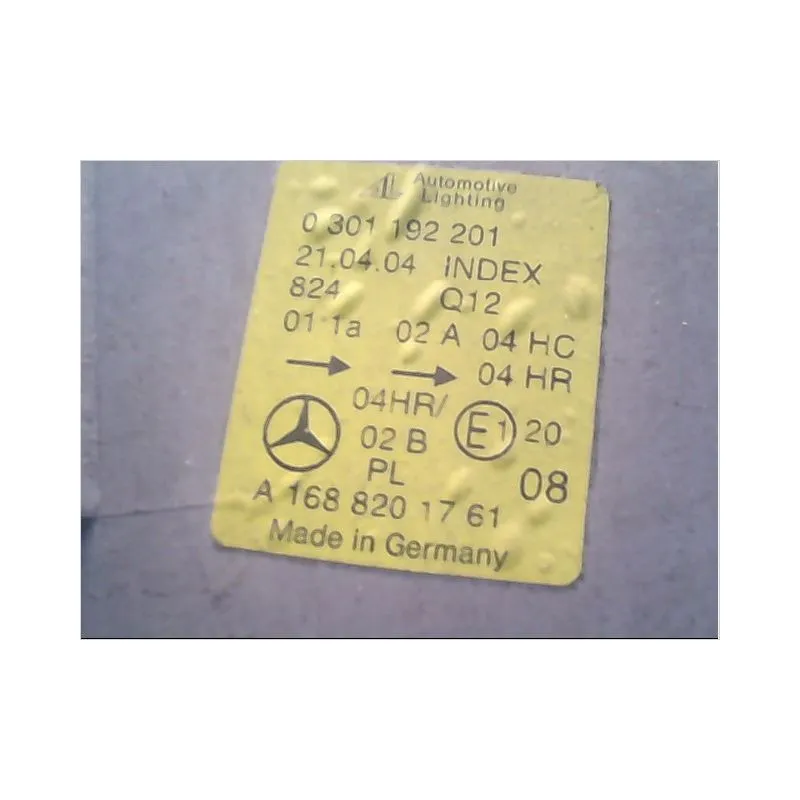 AL Automotive
Lighting
0 301 192 201
21.04.04 INDEX
824 Q12
01 1a 02 A 04 HC
04 HR
04HR/
02 B E1 20
PL 08
A 168 820 17 61
Made in Germany